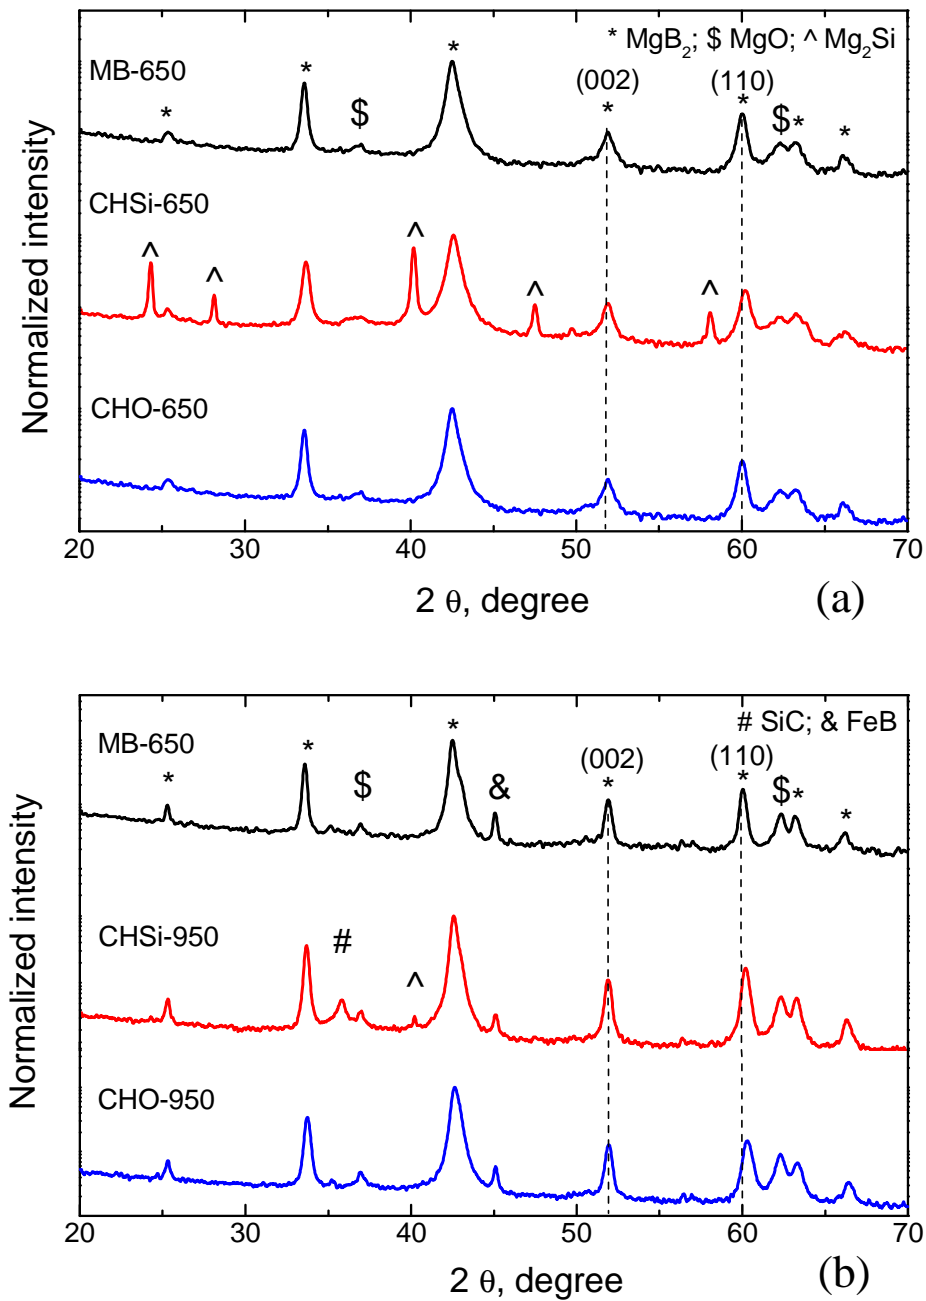 * MgB2; $ MgO; ^ Mg2Si
MB-650
*
*
$
*
(002)
*
(110)
*
$
*
*
CHSi-650
^
^
^
^
^
CHO-650
Normalized intensity
20 30 40 50 60 70
2 θ, degree
(a)
# SiC; & FeB
MB-650
*
*
$
*
&
(002)
*
(110)
*
$
*
*
CHSi-950
#
^
CHO-950
Normalized intensity
20 30 40 50 60 70
2 θ, degree
(b)